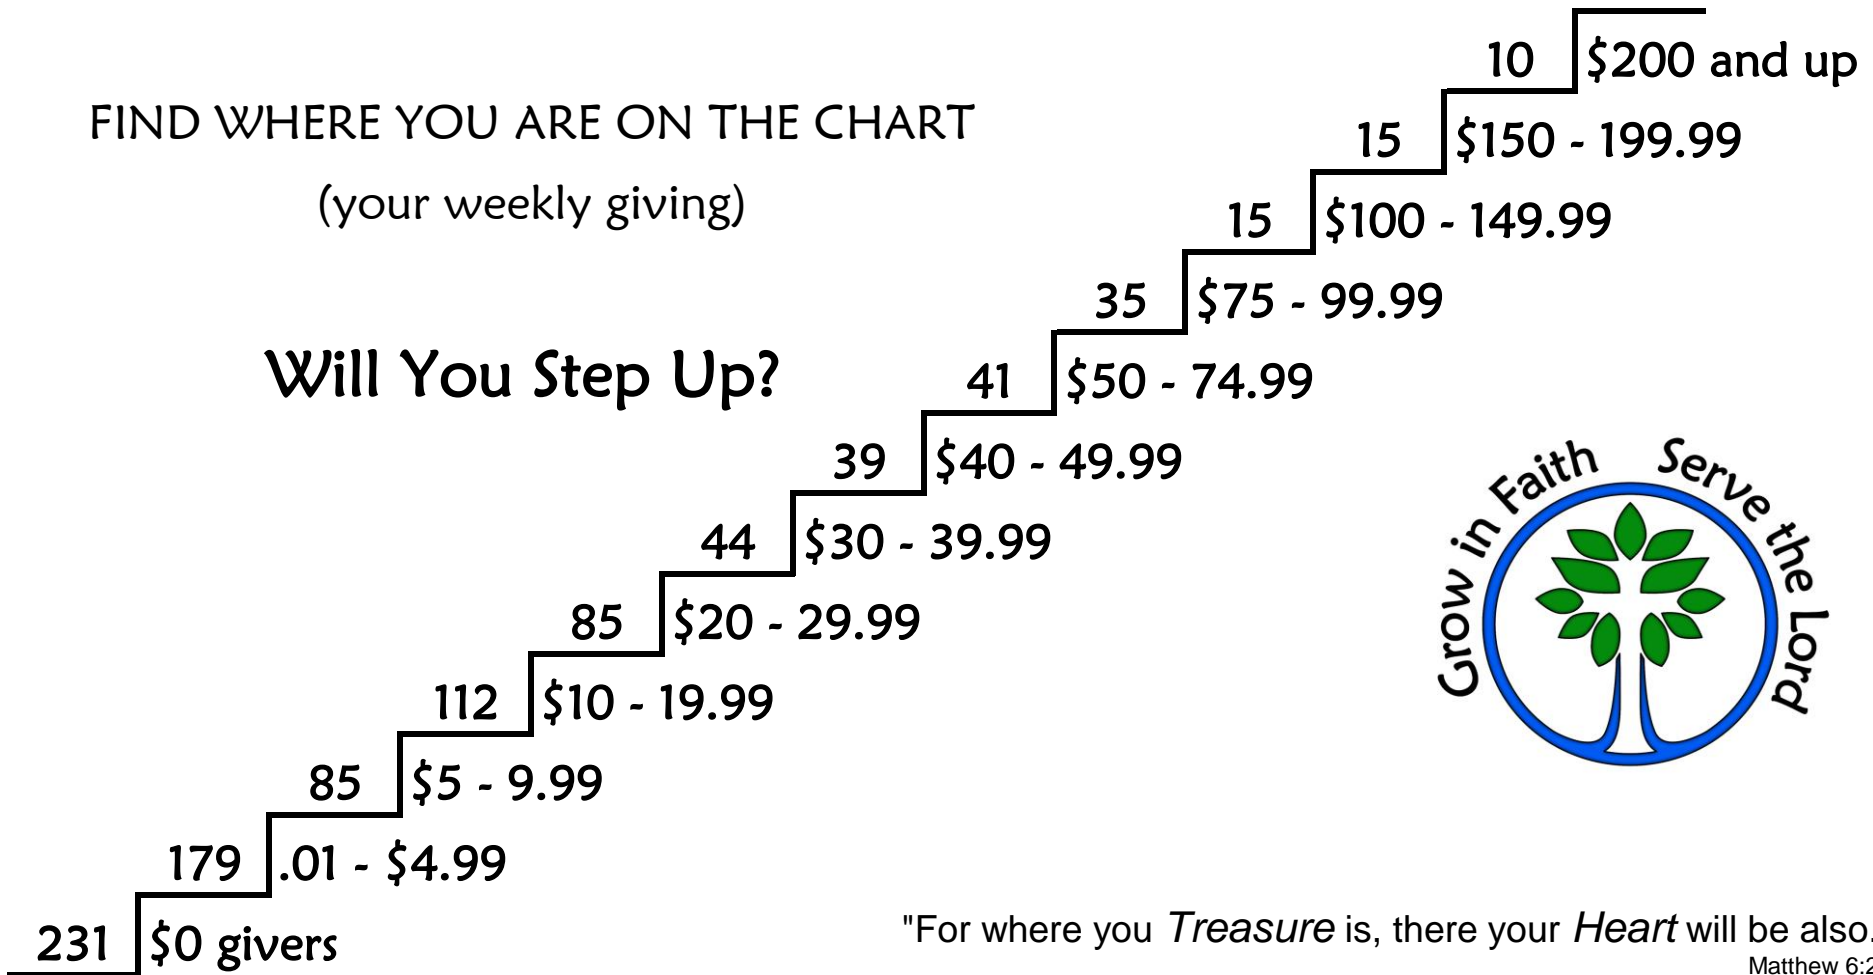 10 $200 and up
FIND WHERE YOU ARE ON THE CHART
15 $150 - 199.99
(your weekly giving)
15 $100 - 149.99
35 $75 - 99.99
Will You Step Up?
41 $50 - 74.99
39 $40 - 49.99
44 $30 - 39.99
85 $20 - 29.99
112 $10 - 19.99
85 $5 - 9.99
179 .01 - $4.99
231 $0 givers
Grow in Faith Serve the Lord
"For where you Treasure is, there your Heart will be also.
Matthew 6:2